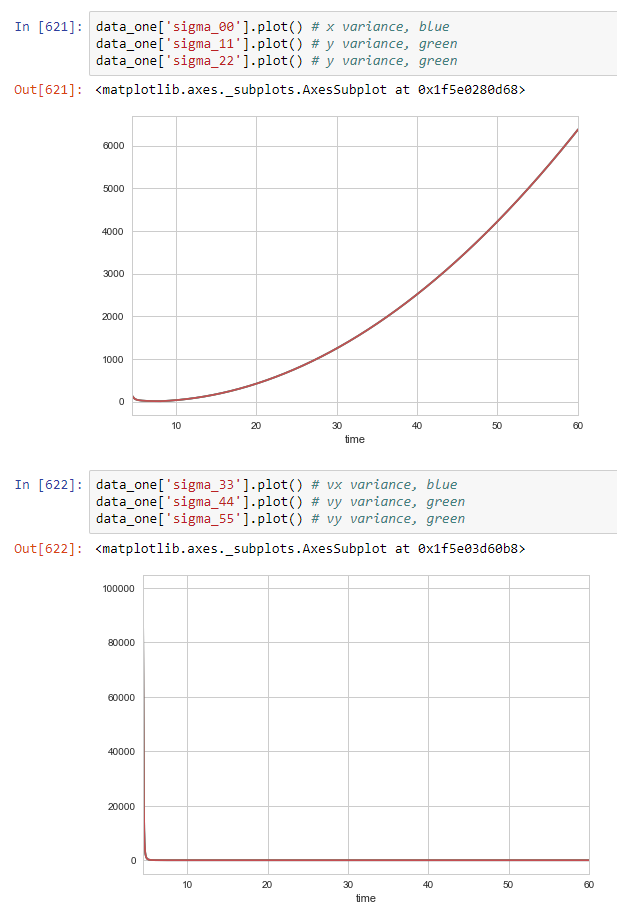 In [621]: data_one['sigma_00'].plot() # x variance, blue
data_one['sigma_11'].plot() # y variance, green
data_one['sigma_22'].plot() # y variance, green
Out[621]: <matplotlib.axes._subplots.AxesSubplot at 0x1f5e0280d68>
6000
5000
4000
3000
2000
1000
0
10 20 30 40 50 60
time
In [622]: data_one['sigma_33'].plot() # vx variance, blue
data_one['sigma_44'].plot() # vy variance, green
data_one['sigma_55'].plot() # vy variance, green
Out[622]: <matplotlib.axes._subplots.AxesSubplot at 0x1f5e03d60b8>
100000
80000
60000
40000
20000
0
10 20 30 40 50 60
time